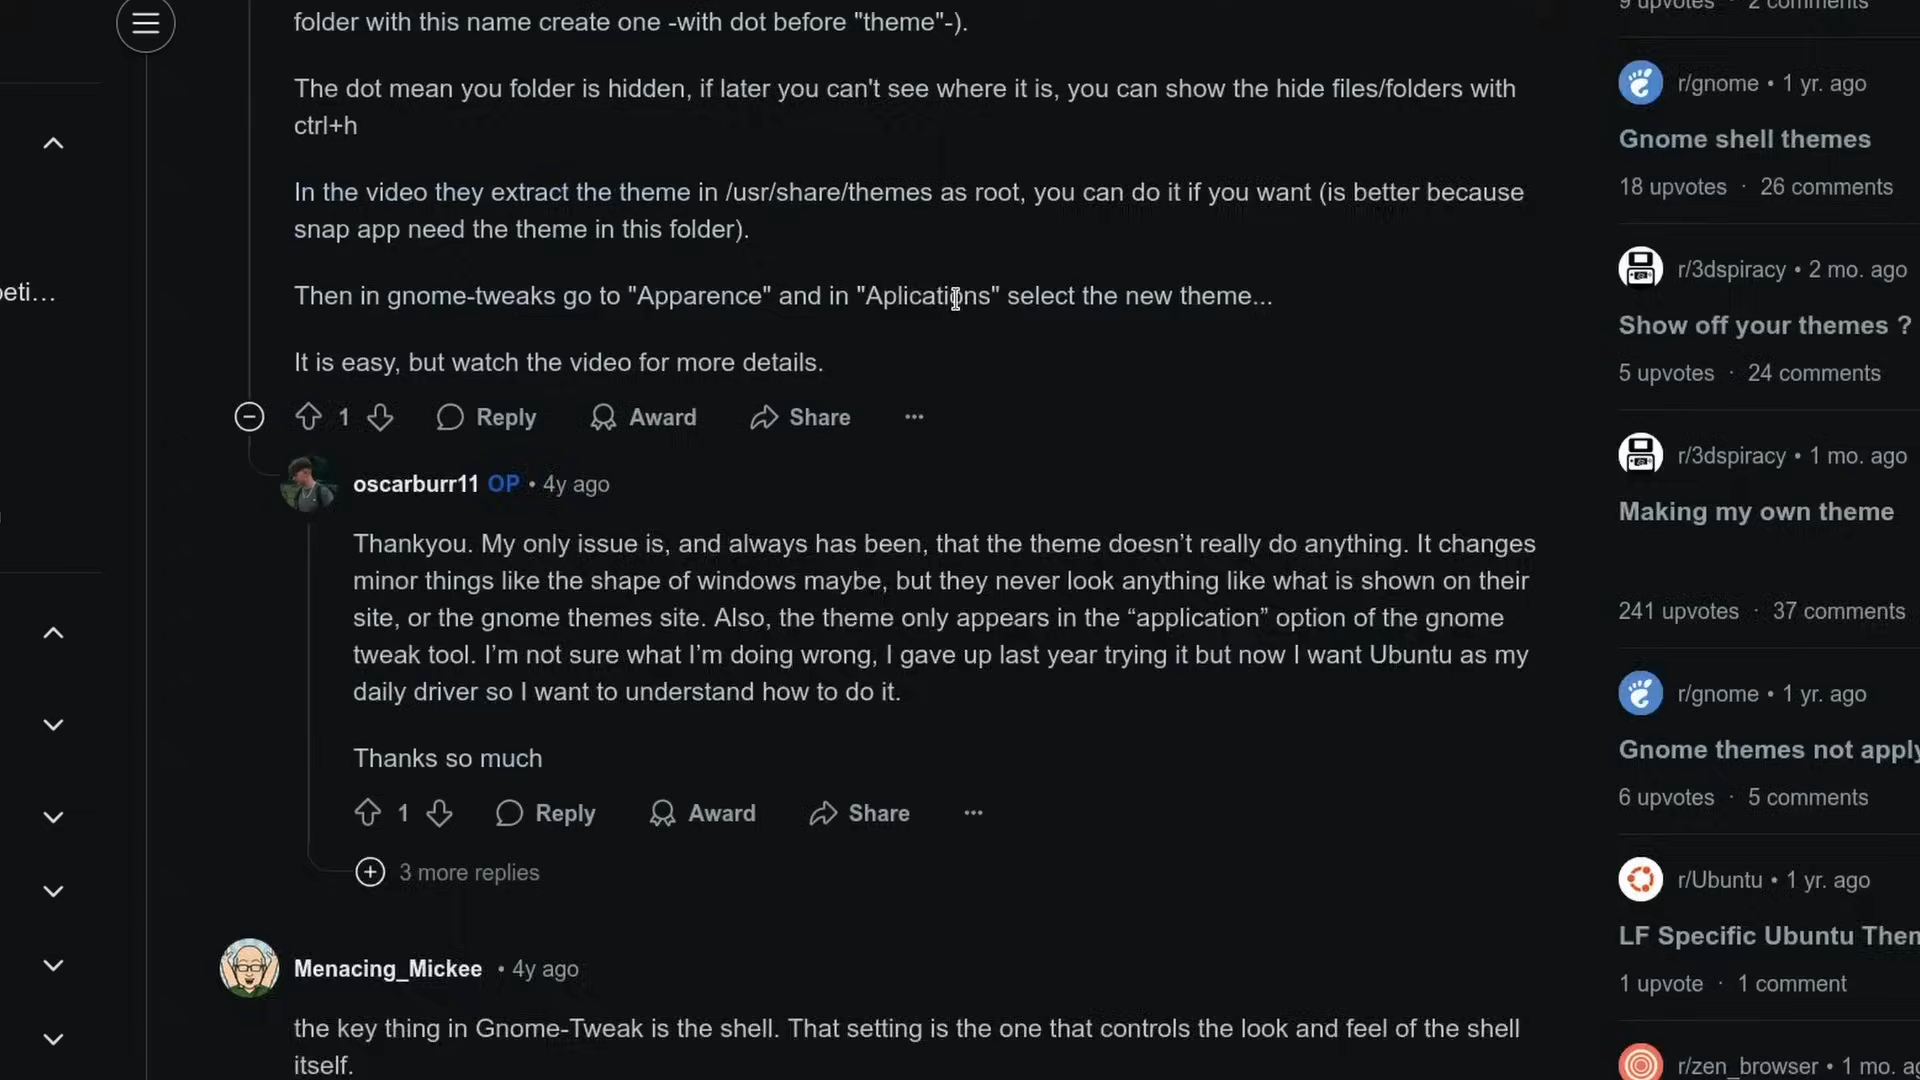 folder with this name create one -with dot before "theme"-).
The dot mean you folder is hidden, if later you can't see where it is, you can show the hide files/folders with
ctrl+h
In the video they extract the theme in /usr/share/themes as root, you can do it if you want (is better because
snap app need the theme in this folder).
Then in gnome-tweaks go to "Apparence" and in "Aplications" select the new theme...
It is easy, but watch the video for more details.
1 Reply Award Share ...
oscarburr11 OP • 4y ago
Thankyou. My only issue is, and always has been, that the theme doesn’t really do anything. It changes
minor things like the shape of windows maybe, but they never look anything like what is shown on their
site, or the gnome themes site. Also, the theme only appears in the “application” option of the gnome
tweak tool. I’m not sure what I’m doing wrong, I gave up last year trying it but now I want Ubuntu as my
daily driver so I want to understand how to do it.
Thanks so much
1 Reply Award Share ...
3 more replies
Menacing_Mickee • 4y ago
the key thing in Gnome-Tweak is the shell. That setting is the one that controls the look and feel of the shell
itself.
eti...
9 upvotes · 2 comments
r/gnome • 1 yr. ago
Gnome shell themes
18 upvotes · 26 comments
r/3dspiracy • 2 mo. ago
Show off your themes ?
5 upvotes · 24 comments
r/3dspiracy • 1 mo. ago
Making my own theme
241 upvotes · 37 comments
r/gnome • 1 yr. ago
Gnome themes not apply
6 upvotes · 5 comments
r/Ubuntu • 1 yr. ago
LF Specific Ubuntu Them
1 upvote · 1 comment
r/zen_browser • 1 mo. ag